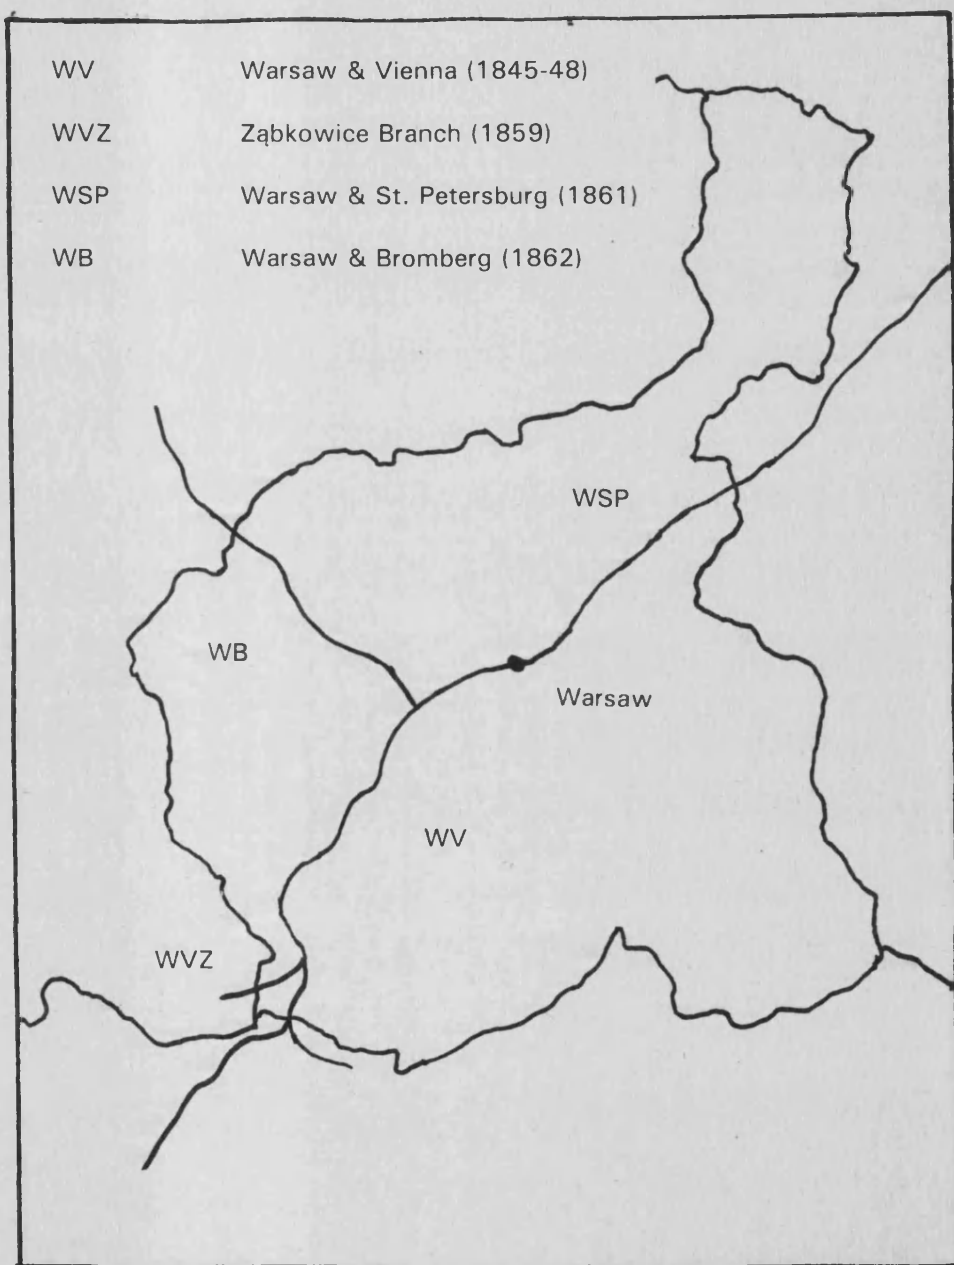 WV Warsaw & Vienna (1845-48)
WVZ Ząbkowice Branch (1859)
WSP Warsaw & St. Petersburg (1861)
WB Warsaw & Bromberg (1862)
WSP
WB
Warsaw
WV
WVZ